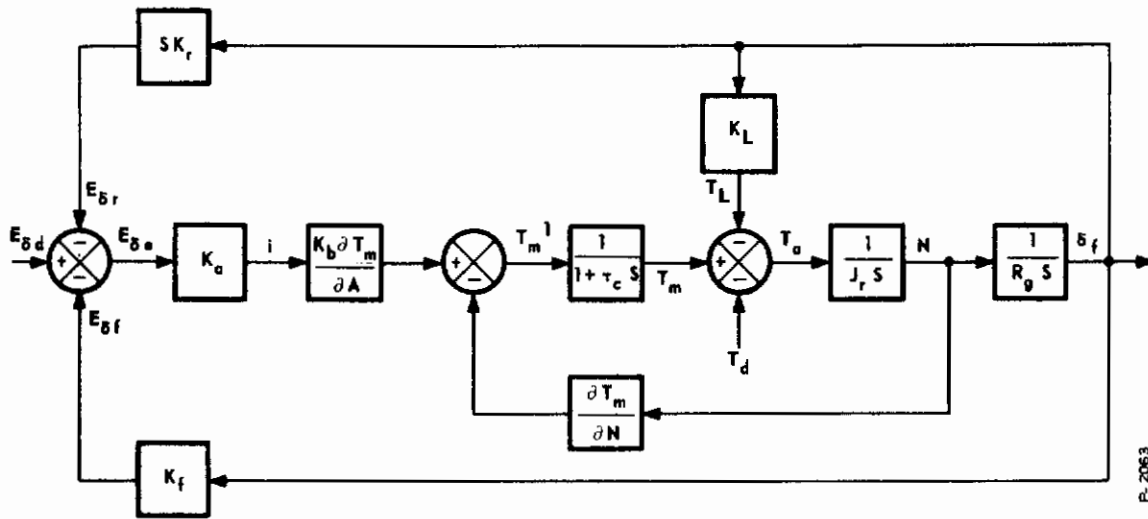 S K_r
K_L
T_L
E_δr
E_δd
E_δe
K_a
i
K_b ∂ T_m
∂ A
T_m^1
1
1 + τ_c S
T_m
T_a
1
J_r S
N
1
R_g S
δ_f
E_δf
T_d
∂ T_m
∂ N
K_f
P-2063
+ − −
+ −
+ − −